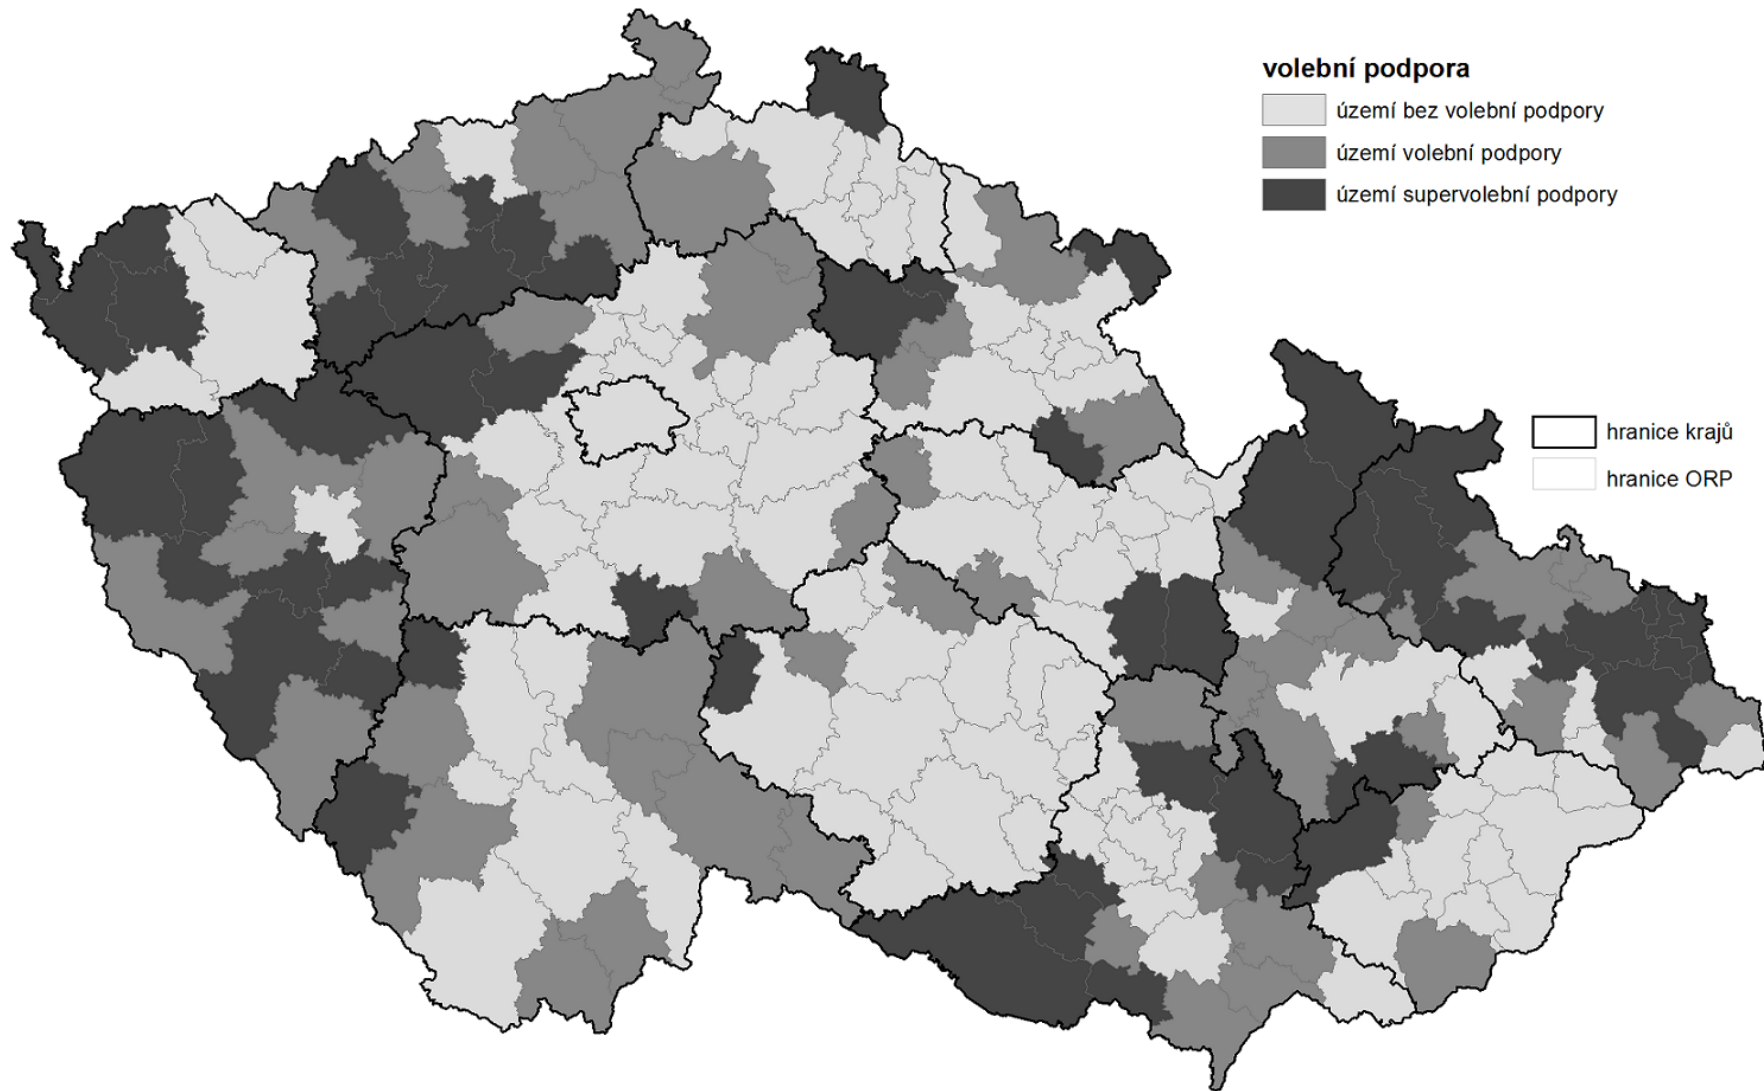 volební podpora
území bez volební podpory
území volební podpory
území supervolební podpory
hranice krajů
hranice ORP